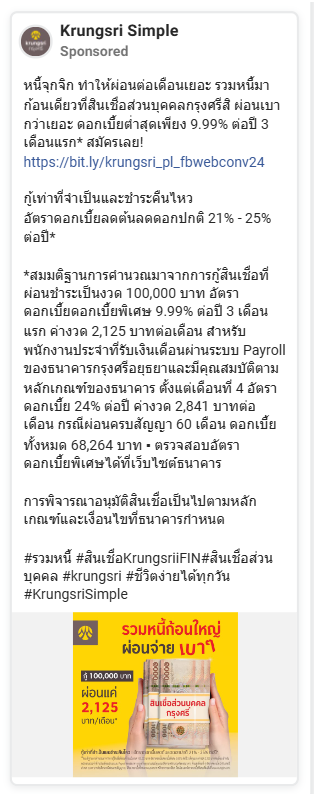 Krungsri Simple
Sponsored
หนี้จุกจิก ทำให้ผ่อนต่อเดือนเยอะ รวมหนี้มา
ก้อนเดียวที่สินเชื่อส่วนบุคคลกรุงศรีสิ ผ่อนเบา
กว่าเยอะ ดอกเบี้ยต่ำสุดเพียง 9.99% ต่อปี 3
เดือนแรก* สมัครเลย!
https://bit.ly/krungsri_pl_fbwebconv24
กู้เท่าที่จำเป็นและชำระคืนไหว
อัตราดอกเบี้ยลดต้นลดดอกปกติ 21% - 25%
ต่อปี*
*สมมติฐานการคำนวณมาจากการกู้สินเชื่อที่
ผ่อนชำระเป็นงวด 100,000 บาท อัตรา
ดอกเบี้ยดอกเบี้ยพิเศษ 9.99% ต่อปี 3 เดือน
แรก ค่างวด 2,125 บาทต่อเดือน สำหรับ
พนักงานประจำที่รับเงินเดือนผ่านระบบ Payroll
ของธนาคารกรุงศรีอยุธยาและมีคุณสมบัติตาม
หลักเกณฑ์ของธนาคาร ตั้งแต่เดือนที่ 4 อัตรา
ดอกเบี้ย 24% ต่อปี ค่างวด 2,841 บาทต่อ
เดือน กรณีผ่อนครบสัญญา 60 เดือน ดอกเบี้ย
ทั้งหมด 68,264 บาท ▪ ตรวจสอบอัตรา
ดอกเบี้ยพิเศษได้ที่เว็บไซต์ธนาคาร
การพิจารณาอนุมัติสินเชื่อเป็นไปตามหลัก
เกณฑ์และเงื่อนไขที่ธนาคารกำหนด
#รวมหนี้ #สินเชื่อKrungsriiFIN#สินเชื่อส่วน
บุคคล #krungsri #ชีวิตง่ายได้ทุกวัน
#KrungsriSimple
รวมหนี้ก้อนใหญ่
ผ่อนจ่าย เบาๆ
กู้ 100,000 บาท
ผ่อนแค่
2,125
บาท/เดือน*
สินเชื่อส่วนบุคคล
กรุงศรี